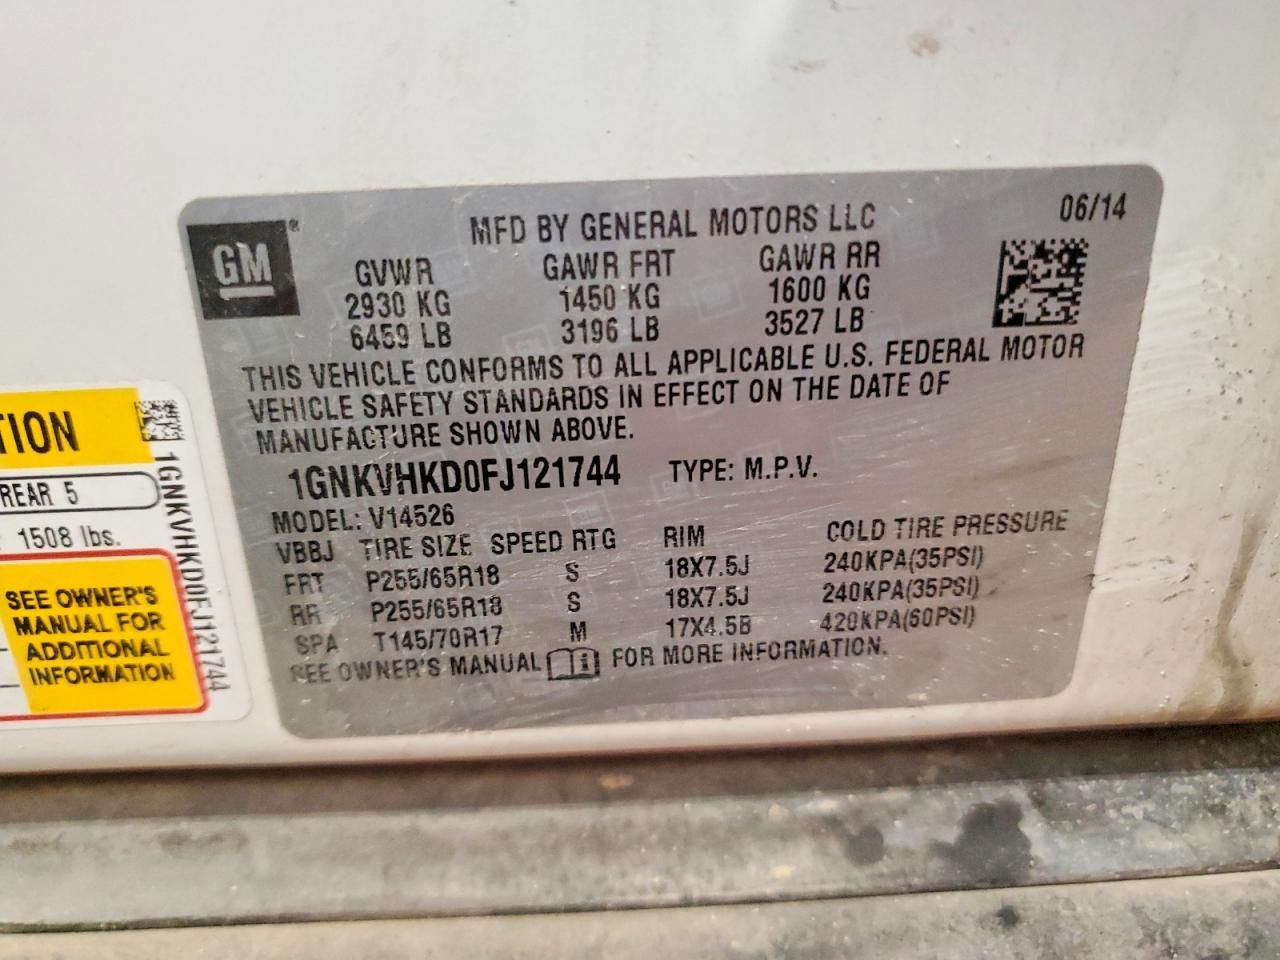 GM ®
MFD BY GENERAL MOTORS LLC
06/14
GVWR GAWR FRT GAWR RR
2930 KG 1450 KG 1600 KG
6459 LB 3196 LB 3527 LB
THIS VEHICLE CONFORMS TO ALL APPLICABLE U.S. FEDERAL MOTOR
VEHICLE SAFETY STANDARDS IN EFFECT ON THE DATE OF
MANUFACTURE SHOWN ABOVE.
1GNKVHKD0FJ121744 TYPE: M.P.V.
MODEL: V14526
VBBJ TIRE SIZE SPEED RTG RIM COLD TIRE PRESSURE
FRT P255/65R18 S 18X7.5J 240KPA(35PSI)
RR P255/65R18 S 18X7.5J 240KPA(35PSI)
SPA T145/70R17 M 17X4.5B 420KPA(60PSI)
SEE OWNER'S MANUAL FOR MORE INFORMATION.
TION
REAR 5
1508 lbs.
SEE OWNER'S
MANUAL FOR
ADDITIONAL
INFORMATION
1GNKVHKD0FJ121744